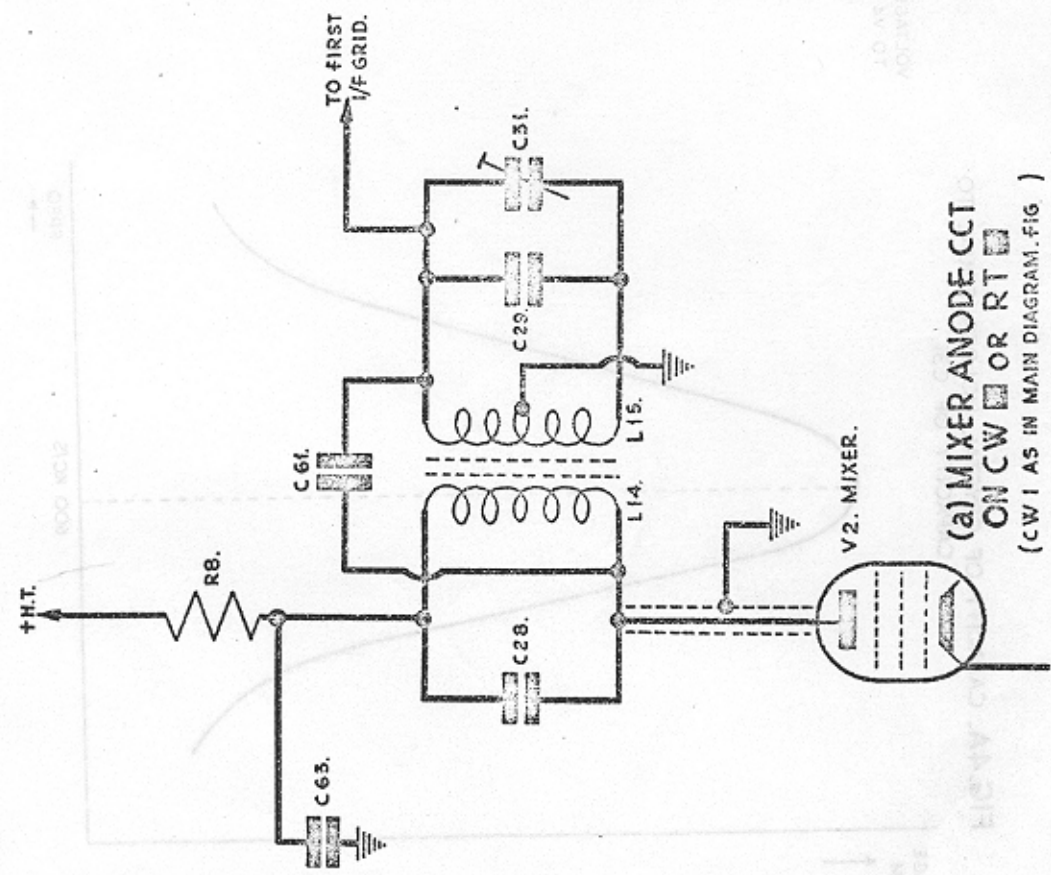 +H.T.
R8.
C63.
C61.
TO FIRST
I/F GRID.
C31.
C29.
C28.
L14.
L15.
V2. MIXER.
(a) MIXER ANODE CCT
ON CW OR RT
(CW 1 AS IN MAIN DIAGRAM. FIG )